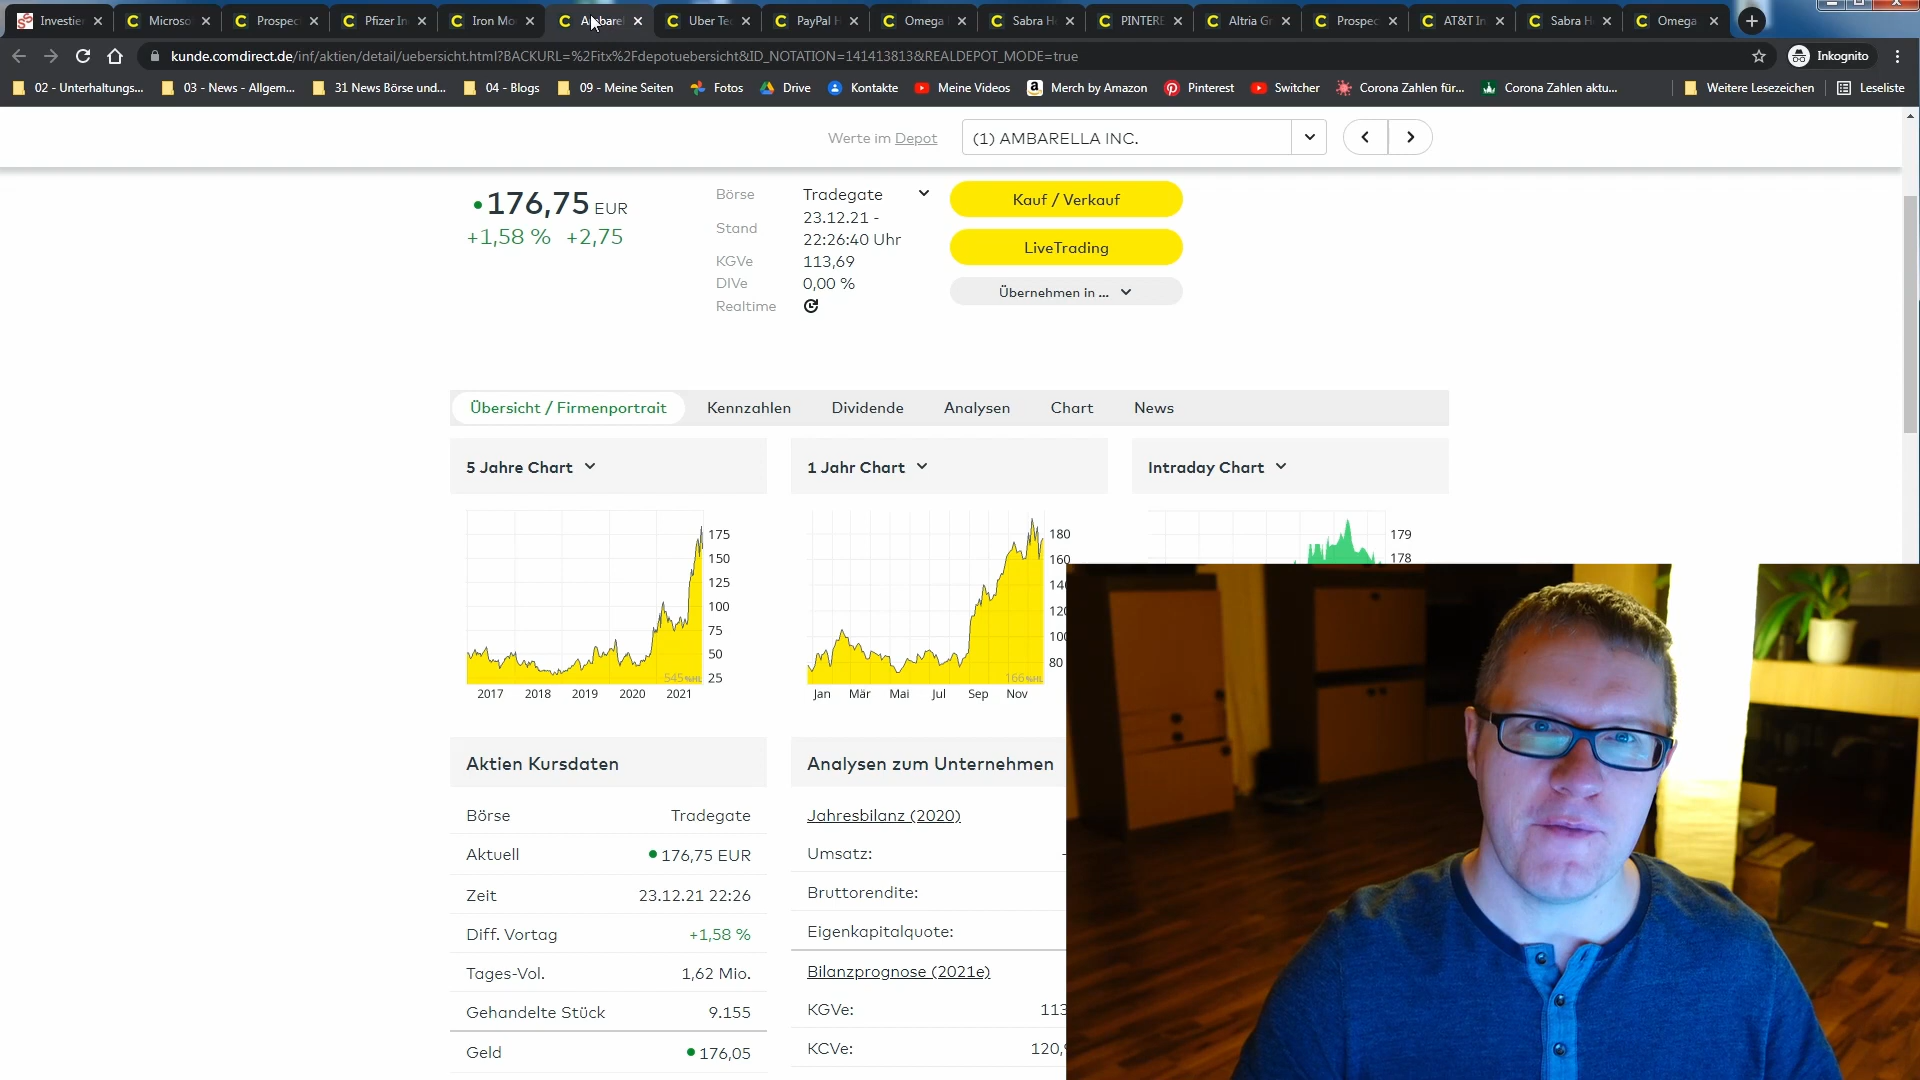 Investie
Microso
Prospec
Pfizer In
Iron Mo
Ambarel
Uber Te
PayPal H
Omega
Sabra H
PINTERE
Altria Gr
Prospec
AT&T In
Sabra H
Omega
kunde.comdirect.de/inf/aktien/detail/uebersicht.html?BACKURL=%2Fitx%2Fdepotuebersicht&ID_NOTATION=141413813&REALDEPOT_MODE=true
Inkognito
02 - Unterhaltungs...
03 - News - Allgem...
31 News Börse und...
04 - Blogs
09 - Meine Seiten
Fotos
Drive
Kontakte
Meine Videos
Merch by Amazon
Pinterest
Switcher
Corona Zahlen für...
Corona Zahlen aktu...
Weitere Lesezeichen
Leseliste
Werte im Depot
(1) AMBARELLA INC.
176,75 EUR
+1,58 % +2,75
Börse Tradegate
Stand 23.12.21 -
22:26:40 Uhr
KGVe 113,69
DIVe 0,00 %
Realtime
Kauf / Verkauf
LiveTrading
Übernehmen in ...
Übersicht / Firmenportrait
Kennzahlen
Dividende
Analysen
Chart
News
5 Jahre Chart
175
150
125
100
75
50
25
545%
2017 2018 2019 2020 2021
1 Jahr Chart
180
160
14
12
10
80
166%
Jan Mär Mai Jul Sep Nov
Intraday Chart
179
178
Aktien Kursdaten
Börse Tradegate
Aktuell 176,75 EUR
Zeit 23.12.21 22:26
Diff. Vortag +1,58 %
Tages-Vol. 1,62 Mio.
Gehandelte Stück 9.155
Geld 176,05
Analysen zum Unternehmen
Jahresbilanz (2020)
Umsatz: -
Bruttorendite:
Eigenkapitalquote:
Bilanzprognose (2021e)
KGVe: 113
KCVe: 120,